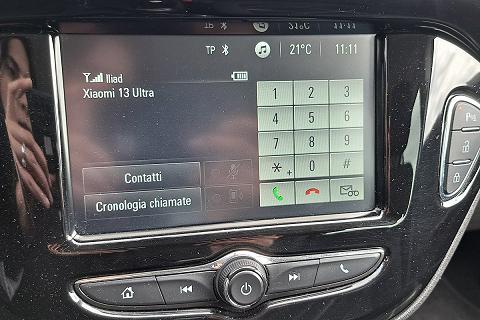 TP 21°C 11:11
Iliad
Xiaomi 13 Ultra
1 2 3
4 5 6
7 8 9
* + 0 #
Contatti
Cronologia chiamate